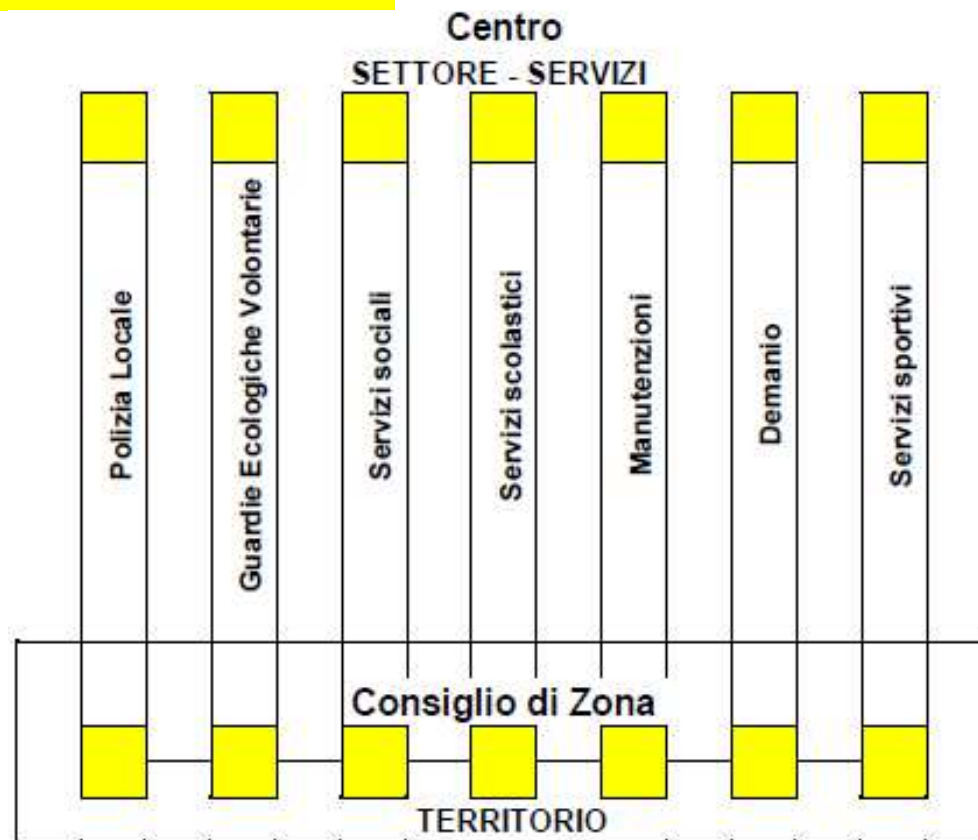 Centro
SETTORE - SERVIZI
Polizia Locale
Guardie Ecologiche Volontarie
Servizi sociali
Servizi scolastici
Manutenzioni
Demanio
Servizi sportivi
Consiglio di Zona
TERRITORIO